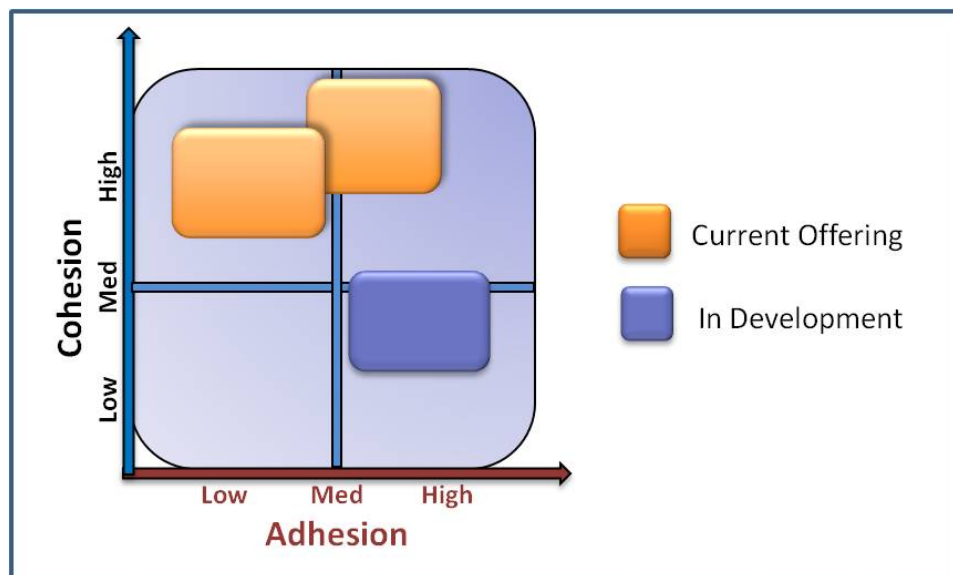 Cohesion
High
Med
Low
Low Med High
Adhesion
Current Offering
In Development